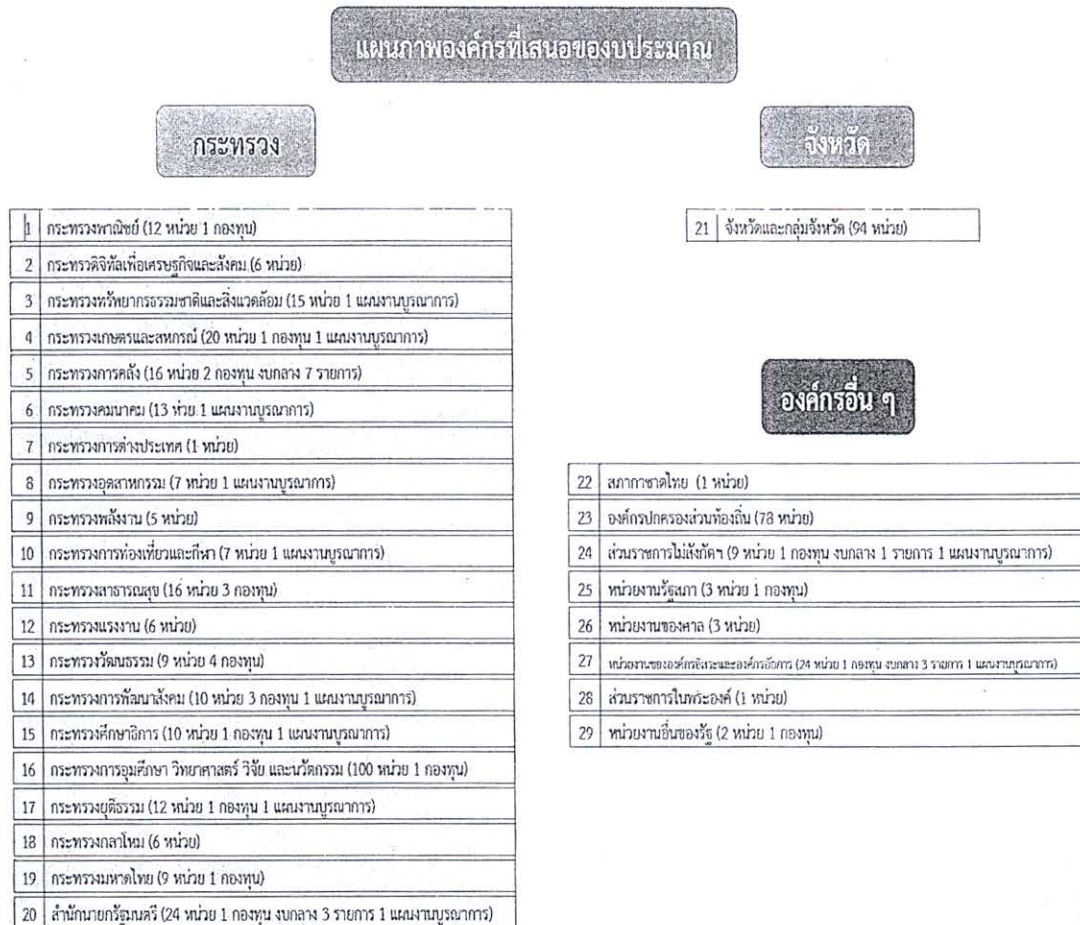 แผนภาพองค์กรที่เสนอของบประมาณ
กระทรวง
1 กระทรวงพาณิชย์ (12 หน่วย 1 กองทุน)
2 กระทรวดิจิทัลเพื่อเศรษฐกิจและสังคม (6 หน่วย)
3 กระทรวงทรัพยากรธรรมชาติและสิ่งแวดล้อม (15 หน่วย 1 แผนงานบูรณาการ)
4 กระทรวงเกษตรและสหกรณ์ (20 หน่วย 1 กองทุน 1 แผนงานบูรณาการ)
5 กระทรวงการคลัง (16 หน่วย 2 กองทุน งบกลาง 7 รายการ)
6 กระทรวงคมนาคม (13 ห่วย 1 แผนงานบูรณาการ)
7 กระทรวงการต่างประเทศ (1 หน่วย)
8 กระทรวงอุตสาหกรรม (7 หน่วย 1 แผนงานบูรณาการ)
9 กระทรวงพลังงาน (5 หน่วย)
10 กระทรวงการท่องเที่ยวและกีฬา (7 หน่วย 1 แผนงานบูรณาการ)
11 กระทรวงสาธารณสุข (16 หน่วย 3 กองทุน)
12 กระทรวงแรงงาน (6 หน่วย)
13 กระทรวงวัฒนธรรม (9 หน่วย 4 กองทุน)
14 กระทรวงการพัฒนาสังคม (10 หน่วย 3 กองทุน 1 แผนงานบูรณาการ)
15 กระทรวงศึกษาธิการ (10 หน่วย 1 กองทุน 1 แผนงานบูรณาการ)
16 กระทรวงการอุมศึกษา วิทยาศาสตร์ วิจัย และนวัตกรรม (100 หน่วย 1 กองทุน)
17 กระทรวงยุติธรรม (12 หน่วย 1 กองทุน 1 แผนงานบูรณาการ)
18 กระทรวงกลาโหม (6 หน่วย)
19 กระทรวงมหาดไทย (9 หน่วย 1 กองทุน)
20 สำนักนายกรัฐมนตรี (24 หน่วย 1 กองทุน งบกลาง 3 รายการ 1 แผนงานบูรณาการ)
จังหวัด
21 จังหวัดและกลุ่มจังหวัด (94 หน่วย)
องค์กรอื่น ๆ
22 สภากาชาดไทย (1 หน่วย)
23 องค์กรปกครองส่วนท้องถิ่น (78 หน่วย)
24 ส่วนราชการไม่สังกัดฯ (9 หน่วย 1 กองทุน งบกลาง 1 รายการ 1 แผนงานบูรณาการ)
25 หน่วยงานรัฐสภา (3 หน่วย 1 กองทุน)
26 หน่วยงานของศาล (3 หน่วย)
27 หน่วยงานขององค์กรอิสระและองค์กรอัยการ (24 หน่วย 1 กองทุน งบกลาง 3 รายการ 1 แผนงานบูรณาการ)
28 ส่วนราชการในพระองค์ (1 หน่วย)
29 หน่วยงานอื่นของรัฐ (2 หน่วย 1 กองทุน)